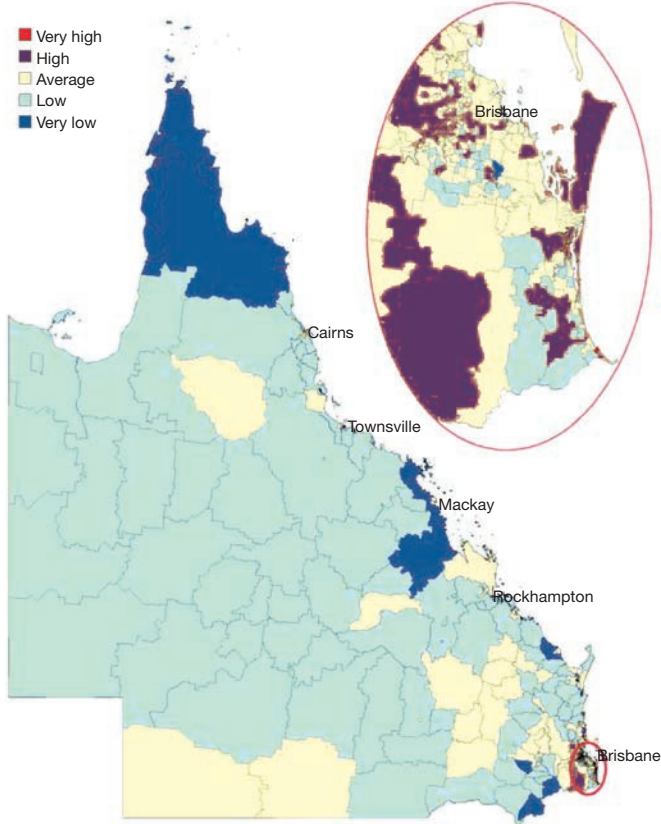 Very high
High
Average
Low
Very low
Brisbane
Cairns
Townsville
Mackay
Rockhampton
Brisbane